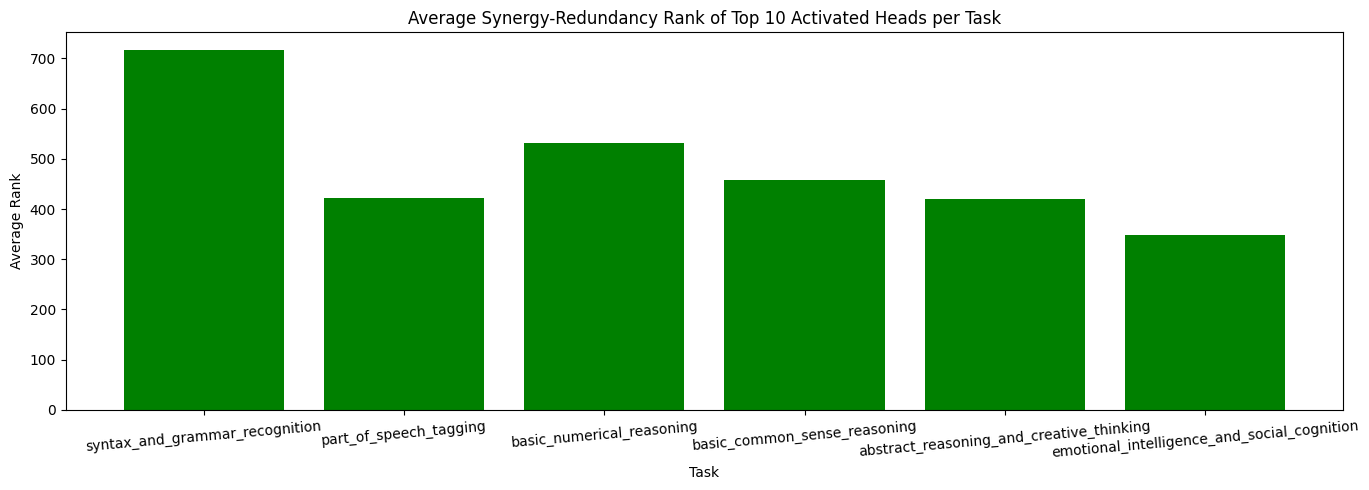 Average Synergy-Redundancy Rank of Top 10 Activated Heads per Task
700
600
500
400
300
200
100
0
Average Rank
syntax_and_grammar_recognition
part_of_speech_tagging
basic_numerical_reasoning
basic_common_sense_reasoning
abstract_reasoning_and_creative_thinking
emotional_intelligence_and_social_cognition
Task